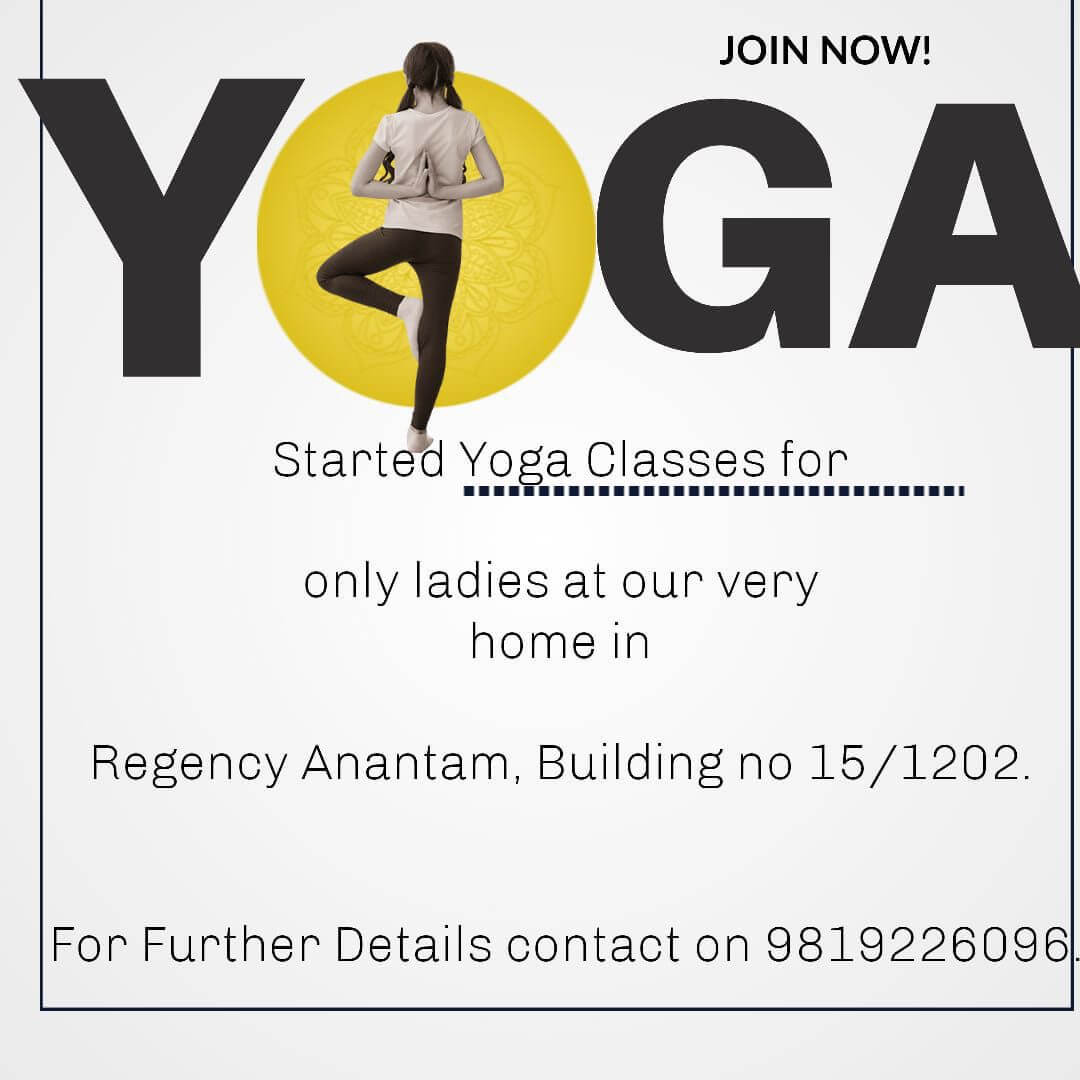 JOIN NOW!
YOGA
Started Yoga Classes for
only ladies at our very
home in
Regency Anantam, Building no 15/1202.
For Further Details contact on 9819226096.